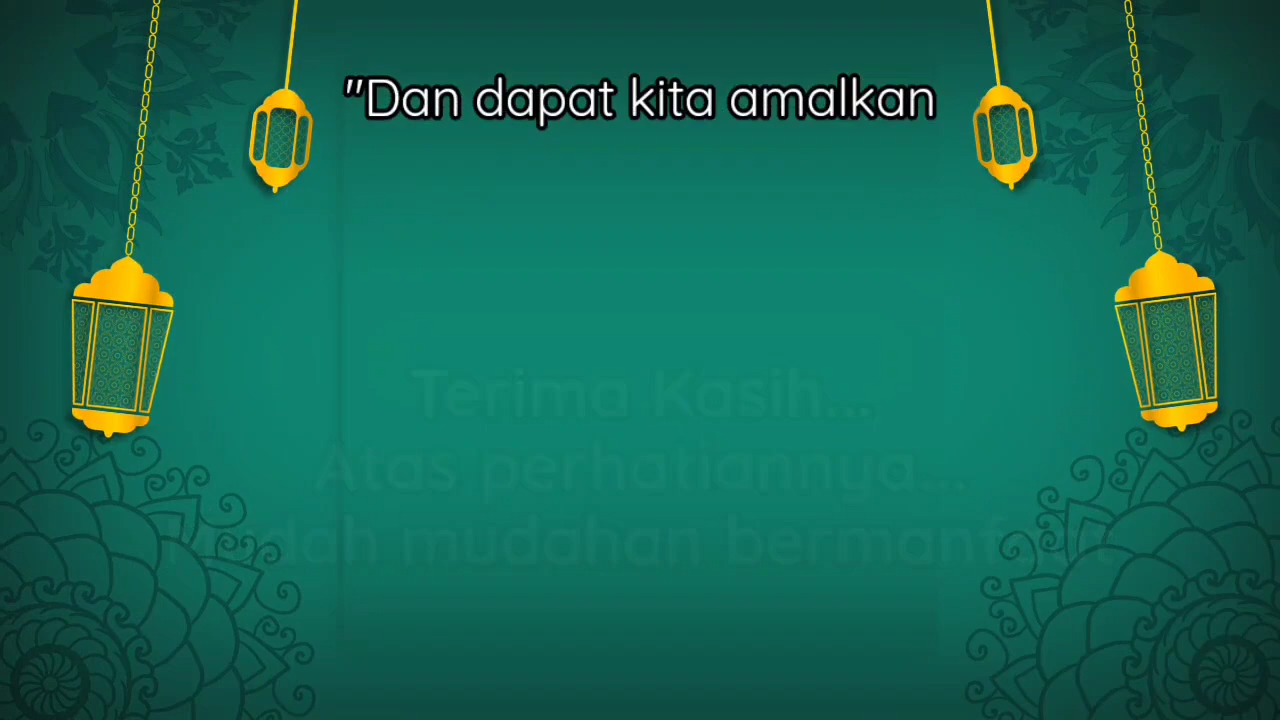 "Dan dapat kita amalkan
Terima Kasih...
Atas perhatiannya...
mudahan